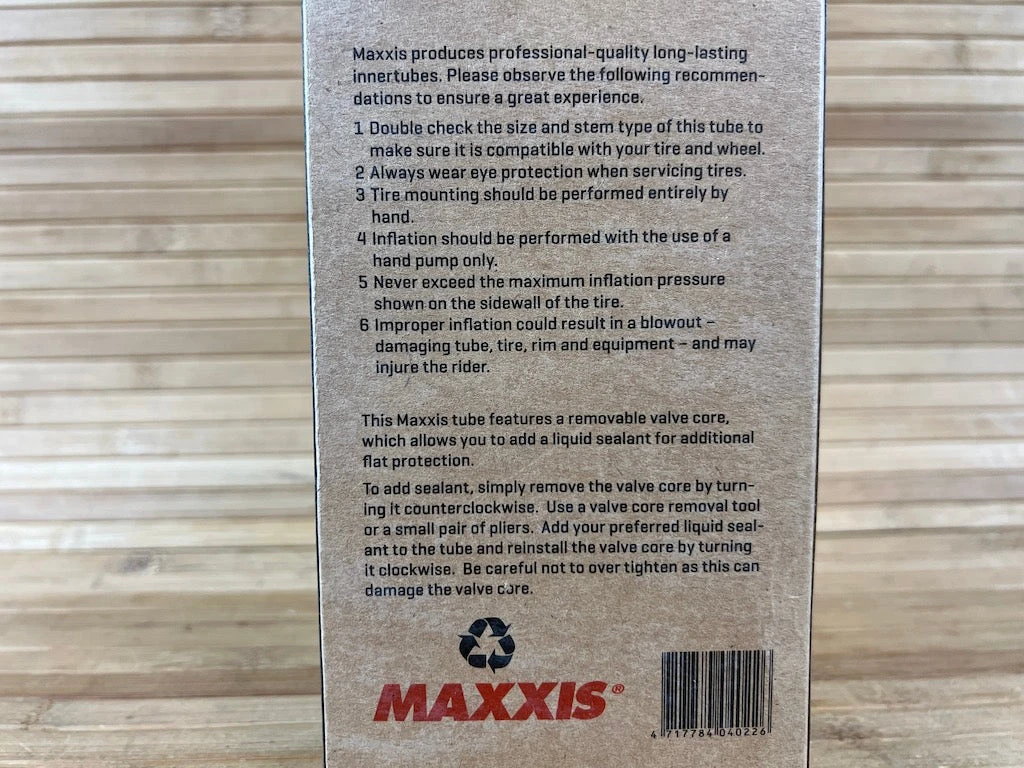 Maxxis produces professional-quality long-lasting
innertubes. Please observe the following recommen-
dations to ensure a great experience.
1 Double check the size and stem type of this tube to
make sure it is compatible with your tire and wheel.
2 Always wear eye protection when servicing tires.
3 Tire mounting should be performed entirely by
hand.
4 Inflation should be performed with the use of a
hand pump only.
5 Never exceed the maximum inflation pressure
shown on the sidewall of the tire.
6 Improper inflation could result in a blowout –
damaging tube, tire, rim and equipment – and may
injure the rider.
This Maxxis tube features a removable valve core,
which allows you to add a liquid sealant for additional
flat protection.
To add sealant, simply remove the valve core by turn-
ing it counterclockwise. Use a valve core removal tool
or a small pair of pliers. Add your preferred liquid seal-
ant to the tube and reinstall the valve core by turning
it clockwise. Be careful not to over tighten as this can
damage the valve core.
MAXXIS®
4 717784 040226